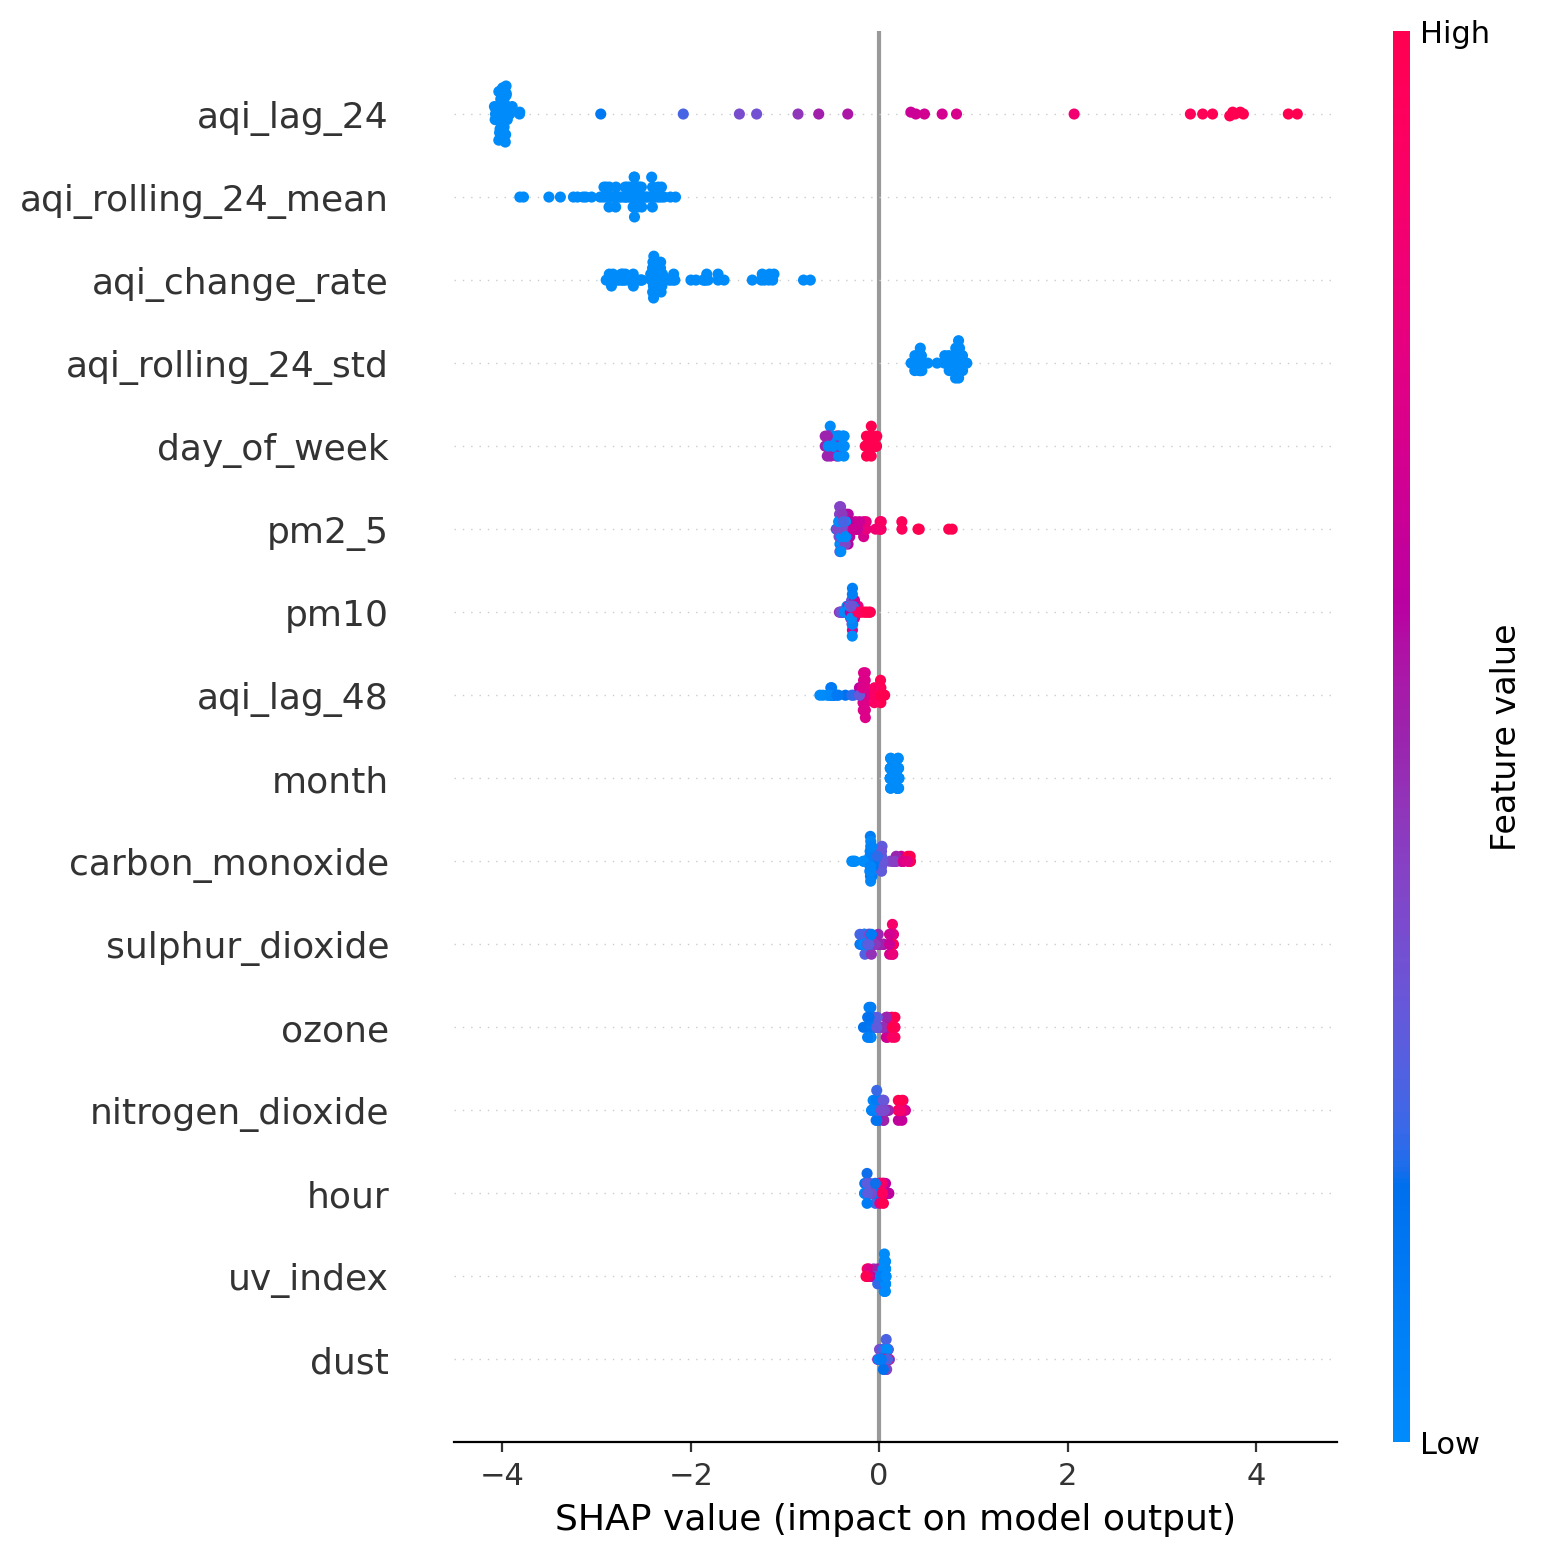 High
aqi_lag_24
aqi_rolling_24_mean
aqi_change_rate
aqi_rolling_24_std
day_of_week
pm2_5
pm10
aqi_lag_48
month
carbon_monoxide
sulphur_dioxide
ozone
nitrogen_dioxide
hour
uv_index
dust
Feature value
Low
−4 −2 0 2 4
SHAP value (impact on model output)